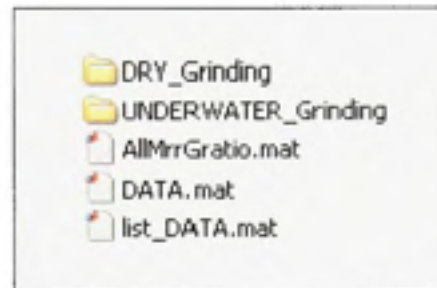 DRY_Grinding
UNDERWATER_Grinding
AllMrrGratio.mat
DATA.mat
list_DATA.mat